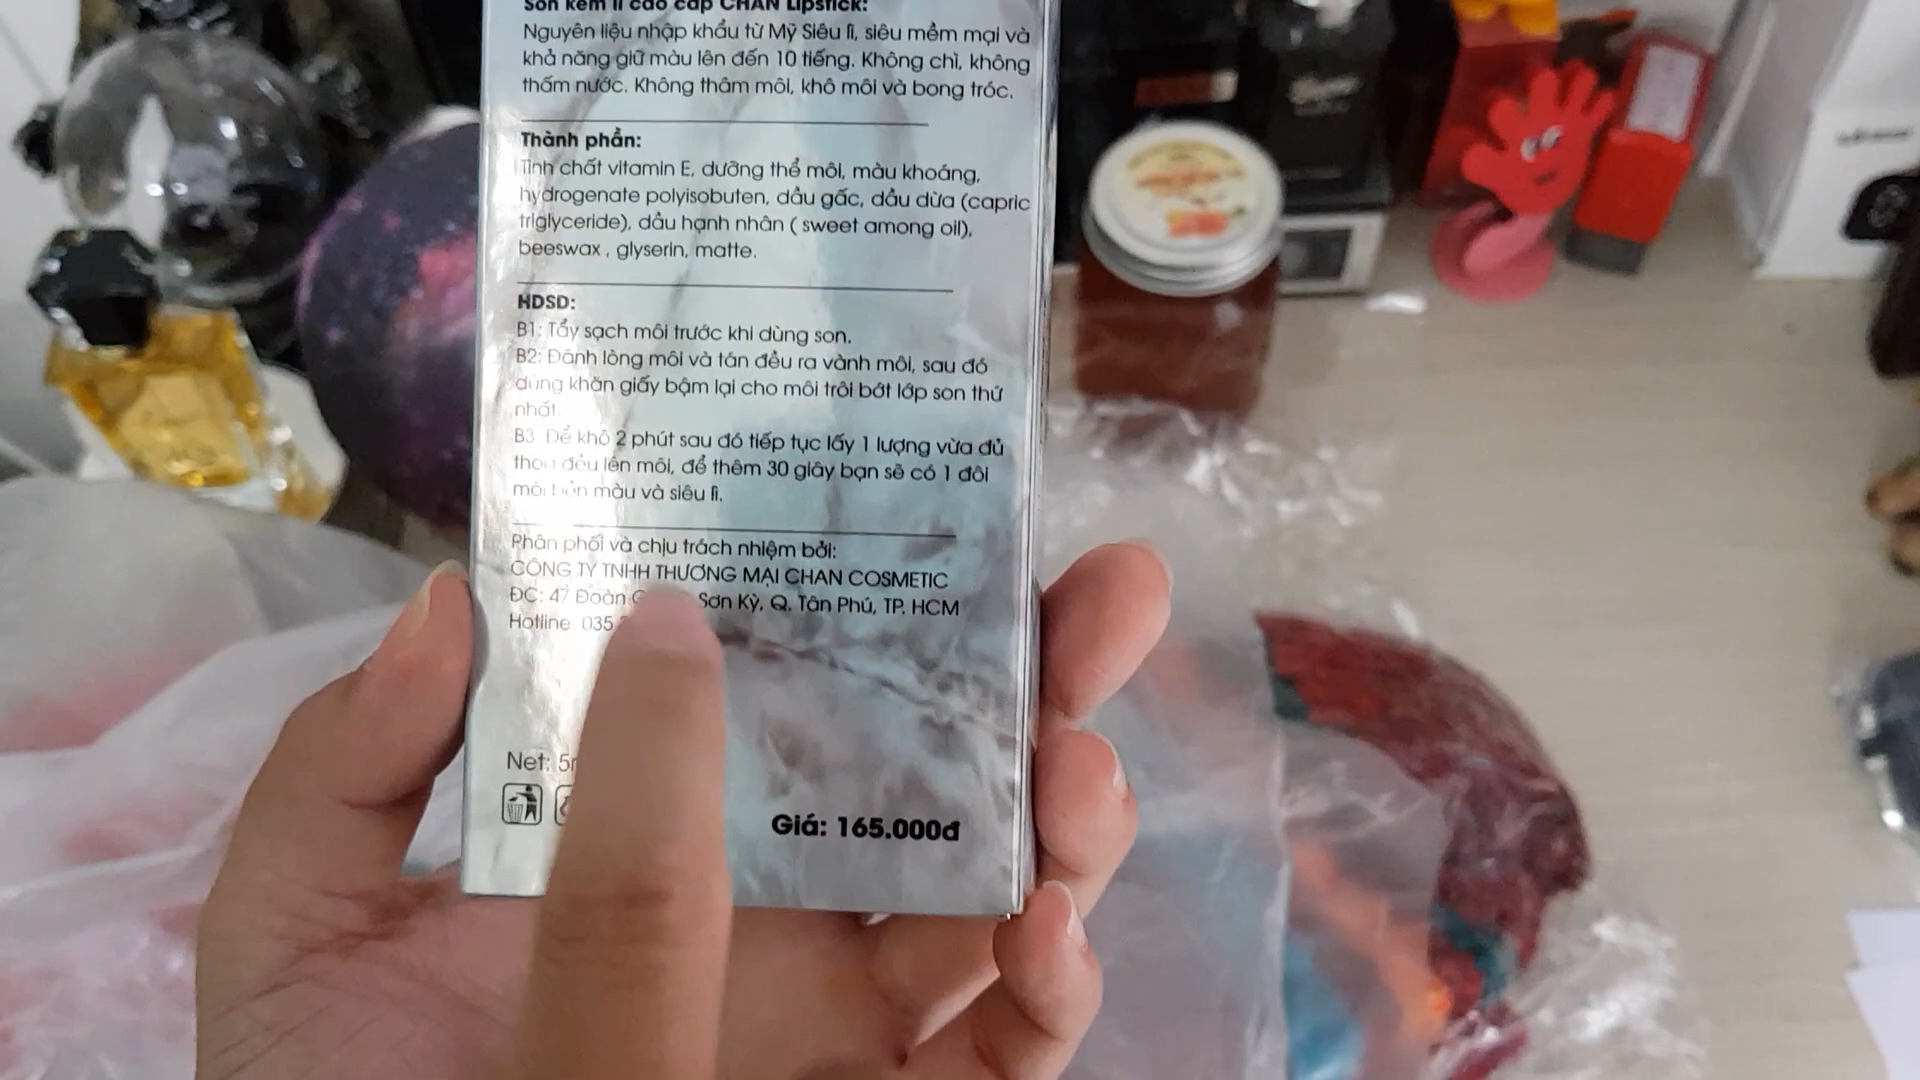 Son kem lì cao cấp CHAN Lipstick:
Nguyên liệu nhập khẩu từ Mỹ Siêu lì, siêu mềm mại và
khả năng giữ màu lên đến 10 tiếng. Không chì, không
thấm nước. Không thâm môi, khô môi và bong tróc.
Thành phần:
Tinh chất vitamin E, dưỡng thể môi, màu khoáng,
hydrogenate polyisobuten, dầu gấc, dầu dừa (capric
triglyceride), dầu hạnh nhân ( sweet among oil),
beeswax , glyserin, matte.
HDSD:
B1: Tẩy sạch môi trước khi dùng son.
B2: Đánh lòng môi và tán đều ra vành môi, sau đó
dùng khăn giấy bậm lại cho môi trôi bớt lớp son thứ
nhất.
B3 Để khô 2 phút sau đó tiếp tục lấy 1 lượng vừa đủ
thoa đều lên môi, để thêm 30 giây bạn sẽ có 1 đôi
môi màu và siêu lì.
Phân phối và chịu trách nhiệm bởi:
CÔNG TY TNHH THƯƠNG MẠI CHAN COSMETIC
ĐC: 47 Đoàn Sơn Kỳ, Q. Tân Phú, TP. HCM
Hotline 035
Net:
Giá: 165.000đ